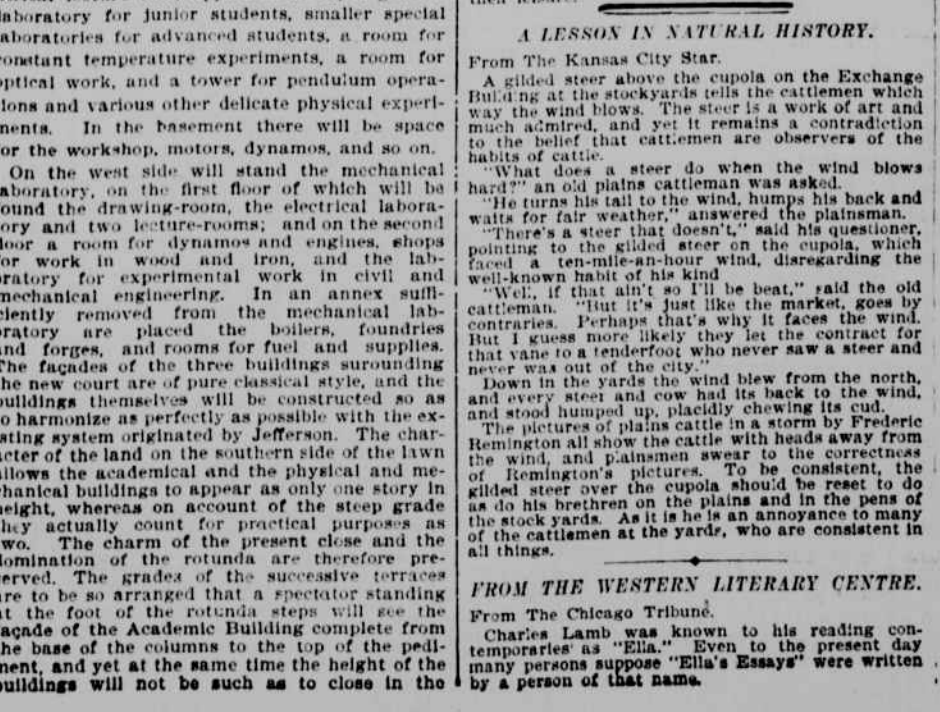 laboratory for junior students, smaller special
laboratories for advanced students, a room for
constant temperature experiments, a room for
optical work, and a tower for pendulum opera-
tions and various other delicate physical experi-
ments. In the basement there will be space
for the workshop, motors, dynamos, and so on.
On the west side will stand the mechanical
laboratory, on the first floor of which will be
found the drawing-room, the electrical labora-
tory and two lecture-rooms; and on the second
floor a room for dynamos and engines, shops
for work in wood and iron, and the lab-
oratory for experimental work in civil and
mechanical engineering. In an annex suffi-
ciently removed from the mechanical lab-
oratory are placed the boilers, foundries
and forges, and rooms for fuel and supplies.
The façades of the three buildings surounding
the new court are of pure classical style, and the
buildings themselves will be constructed so as
to harmonize as perfectly as possible with the ex-
isting system originated by Jefferson. The char-
acter of the land on the southern side of the lawn
allows the academical and the physical and me-
chanical buildings to appear as only one story in
height, whereas on account of the steep grade
they actually count for practical purposes as
two. The charm of the present close and the
domination of the rotunda are therefore pre-
served. The grades of the successive terraces
are to be so arranged that a spectator standing
at the foot of the rotunda steps will see the
façade of the Academic Building complete from
the base of the columns to the top of the pedi-
ment, and yet at the same time the height of the
buildings will not be such as to close in the
A LESSON IN NATURAL HISTORY.
From The Kansas City Star.
A gilded steer above the cupola on the Exchange
Building at the stockyards tells the cattlemen which
way the wind blows. The steer is a work of art and
much admired, and yet it remains a contradiction
to the belief that cattlemen are observers of the
habits of cattle.
"What does a steer do when the wind blows
hard?" an old plains cattleman was asked.
"He turns his tail to the wind, humps his back and
waits for fair weather," answered the plainsman.
"There's a steer that doesn't," said his questioner,
pointing to the gilded steer on the cupola, which
faced a ten-mile-an-hour wind, disregarding the
well-known habit of his kind
"Well, if that ain't so I'll be beat," said the old
cattleman. "But it's just like the market, goes by
contraries. Perhaps that's why it faces the wind.
But I guess more likely they let the contract for
that vane to a tenderfoot who never saw a steer and
never was out of the city."
Down in the yards the wind blew from the north,
and every steer and cow had its back to the wind,
and stood humped up, placidly chewing its cud.
The pictures of plains cattle in a storm by Frederic
Remington all show the cattle with heads away from
the wind, and plainsmen swear to the correctness
of Remington's pictures. To be consistent, the
gilded steer over the cupola should be reset to do
as do his brethren on the plains and in the pens of
the stock yards. As it is he is an annoyance to many
of the cattlemen at the yards, who are consistent in
all things.
FROM THE WESTERN LITERARY CENTRE.
From The Chicago Tribune.
Charles Lamb was known to his reading con-
temporaries as "Ella." Even to the present day
many persons suppose "Ella's Essays" were written
by a person of that name.